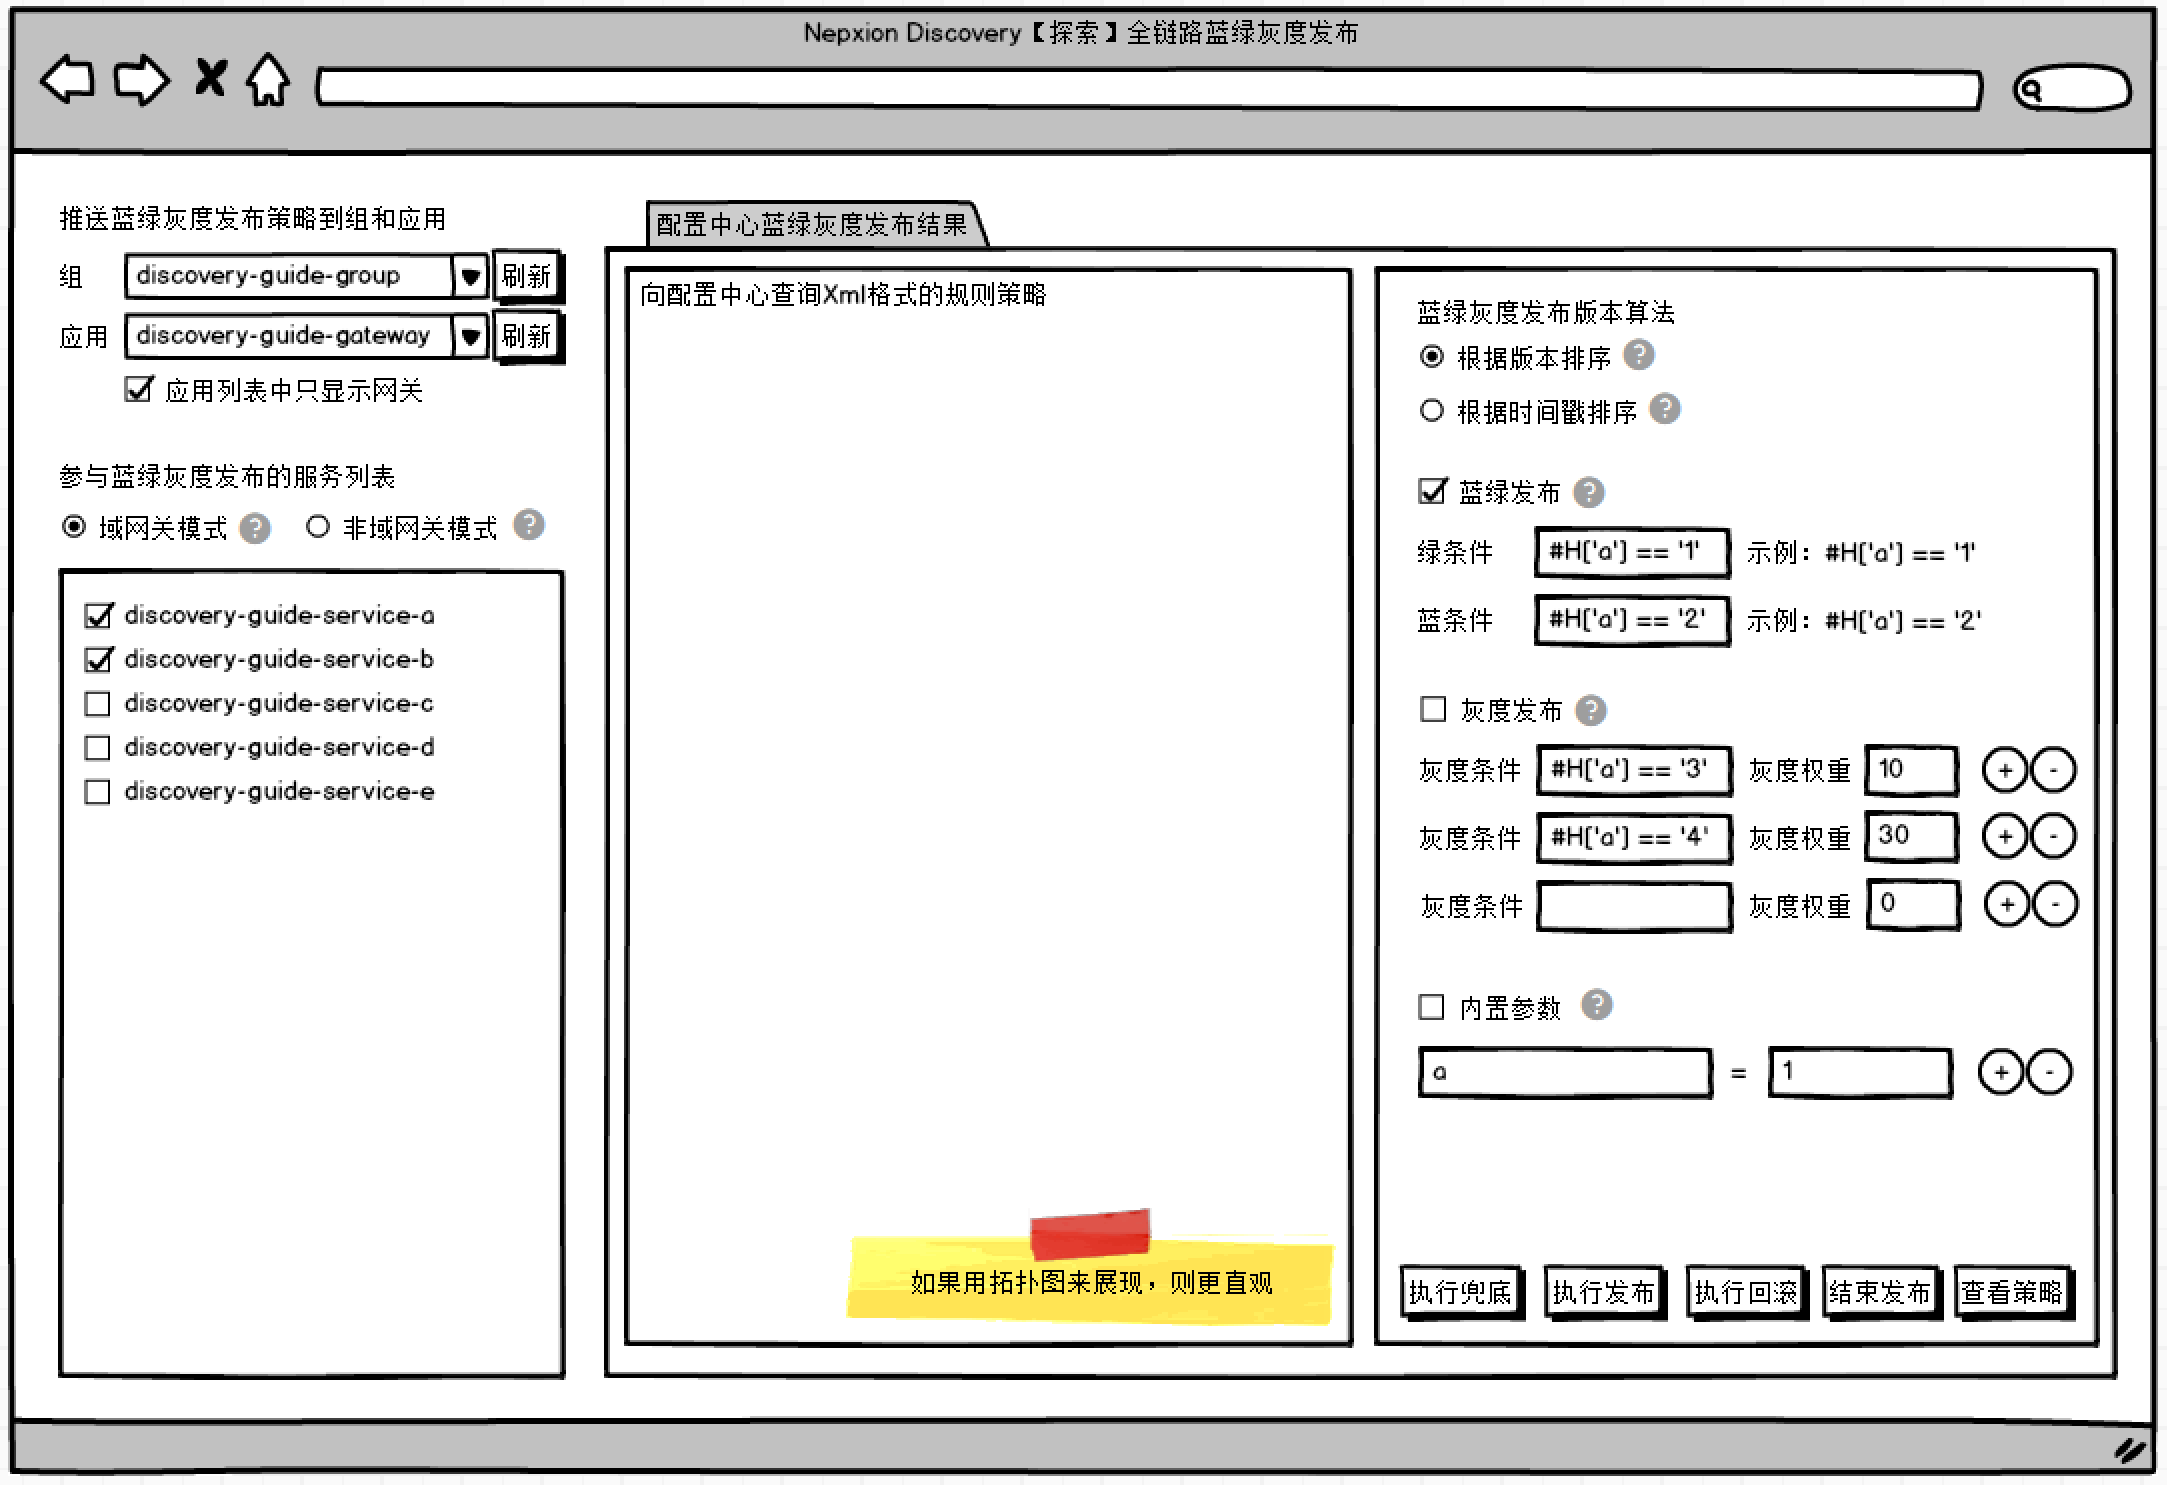 Nepxion Discovery【探索】全链路蓝绿灰度发布
推送蓝绿灰度发布策略到组和应用
组 discovery-guide-group 刷新
应用 discovery-guide-gateway 刷新
应用列表中只显示网关
参与蓝绿灰度发布的服务列表
域网关模式 ? 非域网关模式 ?
discovery-guide-service-a
discovery-guide-service-b
discovery-guide-service-c
discovery-guide-service-d
discovery-guide-service-e
配置中心蓝绿灰度发布结果
向配置中心查询Xml格式的规则策略
如果用拓扑图来展现，则更直观
蓝绿灰度发布版本算法
根据版本排序 ?
根据时间戳排序 ?
蓝绿发布 ?
绿条件 #H['a'] == '1' 示例：#H['a'] == '1'
蓝条件 #H['a'] == '2' 示例：#H['a'] == '2'
灰度发布 ?
灰度条件 #H['a'] == '3' 灰度权重 10 + -
灰度条件 #H['a'] == '4' 灰度权重 30 + -
灰度条件 灰度权重 0 + -
内置参数 ?
a = 1 + -
执行兜底 执行发布 执行回滚 结束发布 查看策略